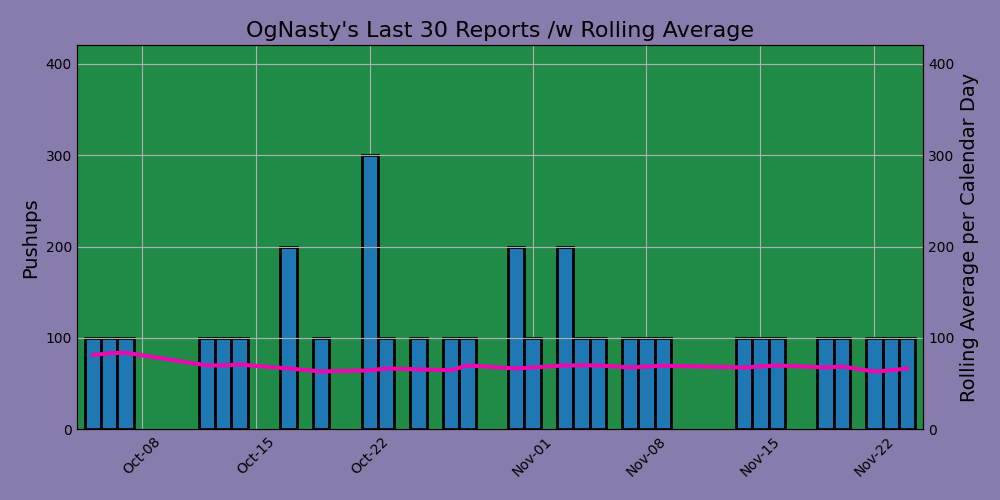 OgNasty's Last 30 Reports /w Rolling Average
Pushups
400
300
200
100
0
400
300
200
100
0
Rolling Average per Calendar Day
Oct-08
Oct-15
Oct-22
Nov-01
Nov-08
Nov-15
Nov-22